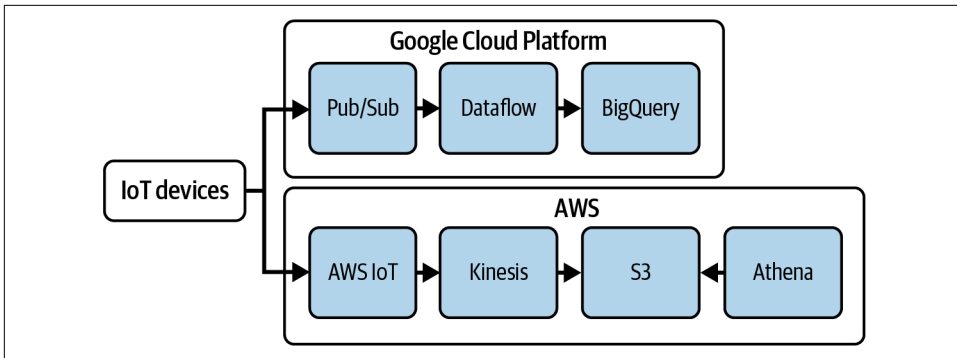 Google Cloud Platform
Pub/Sub
Dataflow
BigQuery
IoT devices
AWS
AWS IoT
Kinesis
S3
Athena